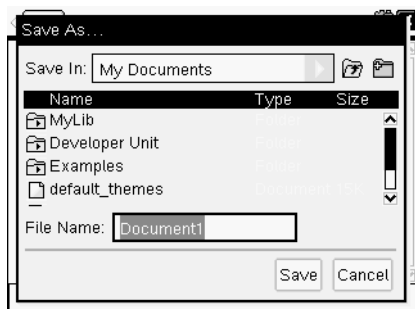 Save As...
Save In: My Documents
Name Type Size
MyLib Folder
Developer Unit Folder
Examples Folder
default_themes Document 1SK
File Name: Document1
Save Cancel